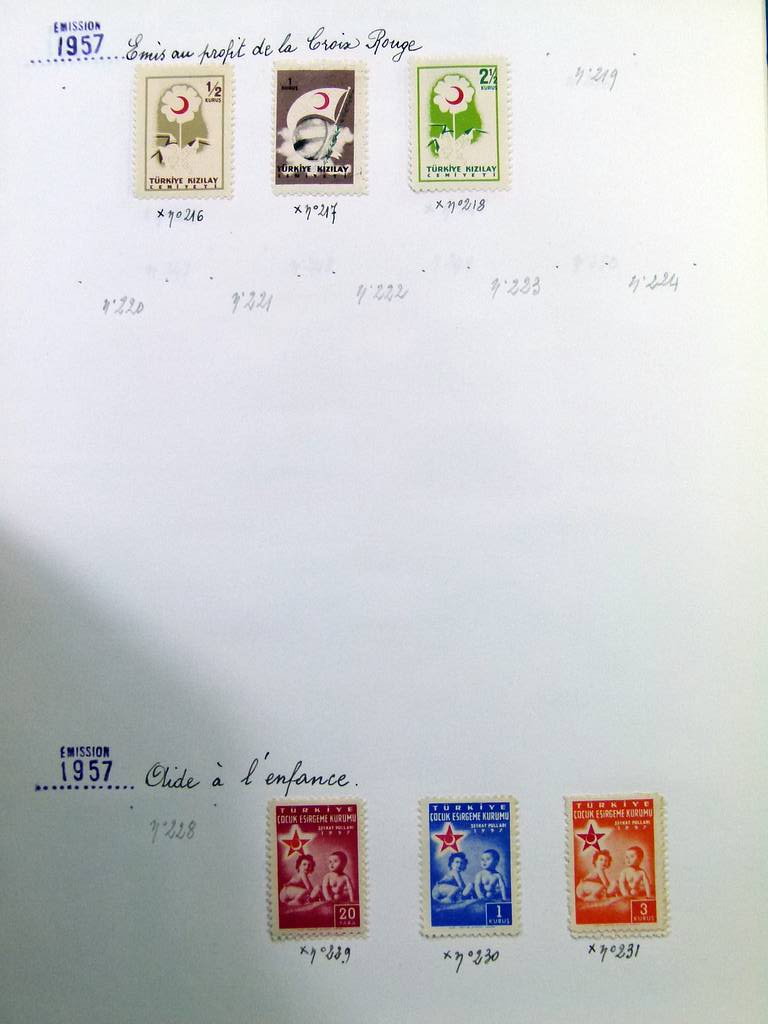 EMISSION
1957 Emis au profit de la Croix Rouge
1/2
KURUŞ
TÜRKİYE KIZILAY
CEMİYETİ
1
KURUŞ
TÜRKİYE KIZILAY
CEMİYETİ
2½
KURUŞ
TÜRKİYE KIZILAY
CEMİYETİ
n°219
x n°216
x n°217
x n°218
n°220
n°221
n°222
n°223
n°224
EMISSION
1957 Aide à l'enfance.
n°228
TÜRKİYE
ÇOCUK ESİRGEME KURUMU
ŞEFKAT PULLARI
1957
20
PARA
TÜRKİYE
ÇOCUK ESİRGEME KURUMU
ŞEFKAT PULLARI
1957
1
KURUŞ
TÜRKİYE
ÇOCUK ESİRGEME KURUMU
ŞEFKAT PULLARI
1957
3
KURUŞ
x n°229
x n°230
x n°231